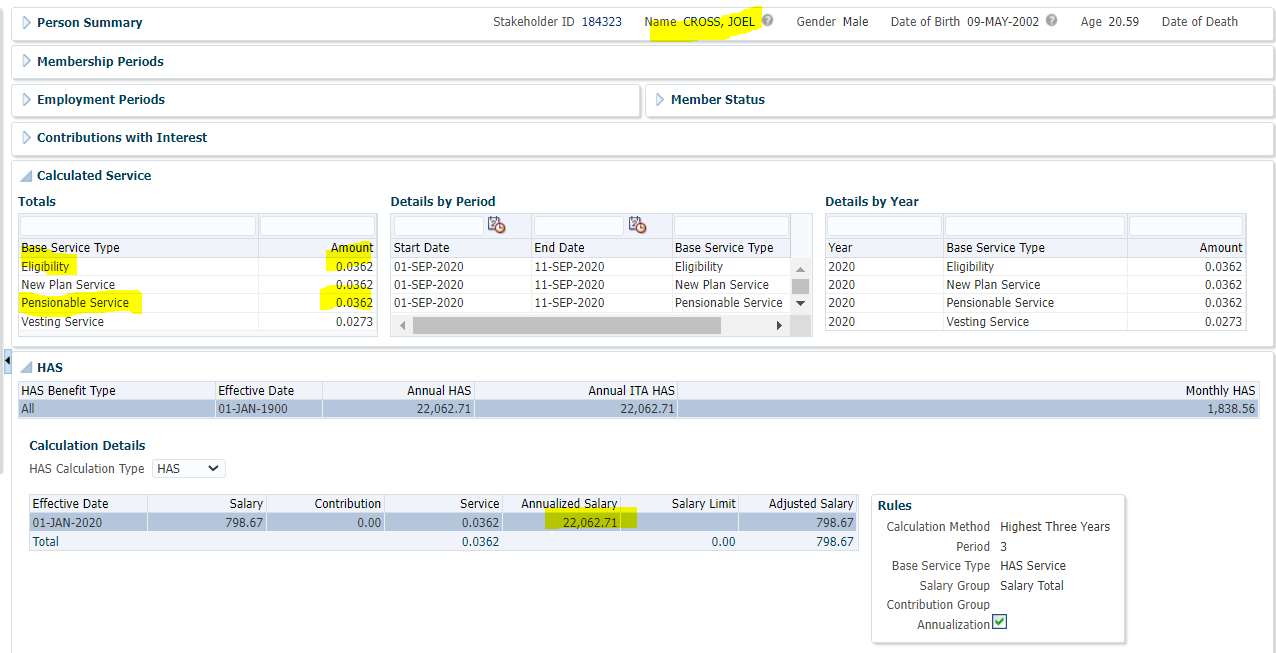 Person Summary Stakeholder ID 184323 Name CROSS, JOEL Gender Male Date of Birth 09-MAY-2002 Age 20.59 Date of Death
Membership Periods
Employment Periods Member Status
Contributions with Interest
Calculated Service
Totals
Base Service Type Amount
Eligibility 0.0362
New Plan Service 0.0362
Pensionable Service 0.0362
Vesting Service 0.0273
Details by Period
Start Date End Date Base Service Type
01-SEP-2020 11-SEP-2020 Eligibility
01-SEP-2020 11-SEP-2020 New Plan Service
01-SEP-2020 11-SEP-2020 Pensionable Service
Details by Year
Year Base Service Type Amount
2020 Eligibility 0.0362
2020 New Plan Service 0.0362
2020 Pensionable Service 0.0362
2020 Vesting Service 0.0273
HAS
HAS Benefit Type Effective Date Annual HAS Annual ITA HAS Monthly HAS
All 01-JAN-1900 22,062.71 22,062.71 1,838.56
Calculation Details
HAS Calculation Type HAS
Effective Date Salary Contribution Service Annualized Salary Salary Limit Adjusted Salary
01-JAN-2020 798.67 0.00 0.0362 22,062.71 798.67
Total 0.0362 0.00 798.67
Rules
Calculation Method Highest Three Years
Period 3
Base Service Type HAS Service
Salary Group Salary Total
Contribution Group
Annualization